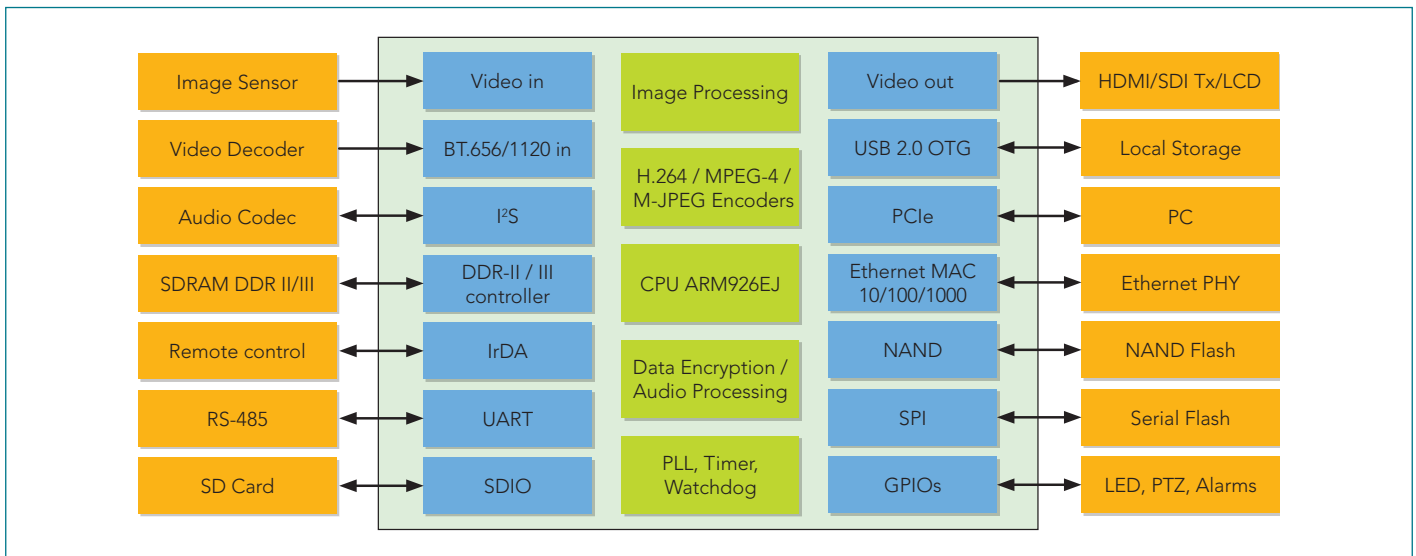 Image Sensor
Video in
Image Processing
Video out
HDMI/SDI Tx/LCD
Video Decoder
BT.656/1120 in
H.264 / MPEG-4 /
M-JPEG Encoders
USB 2.0 OTG
Local Storage
Audio Codec
I²S
PCIe
PC
SDRAM DDR II/III
DDR-II / III
controller
CPU ARM926EJ
Ethernet MAC
10/100/1000
Ethernet PHY
Remote control
IrDA
Data Encryption /
Audio Processing
NAND
NAND Flash
RS-485
UART
SPI
Serial Flash
SD Card
SDIO
PLL, Timer,
Watchdog
GPIOs
LED, PTZ, Alarms